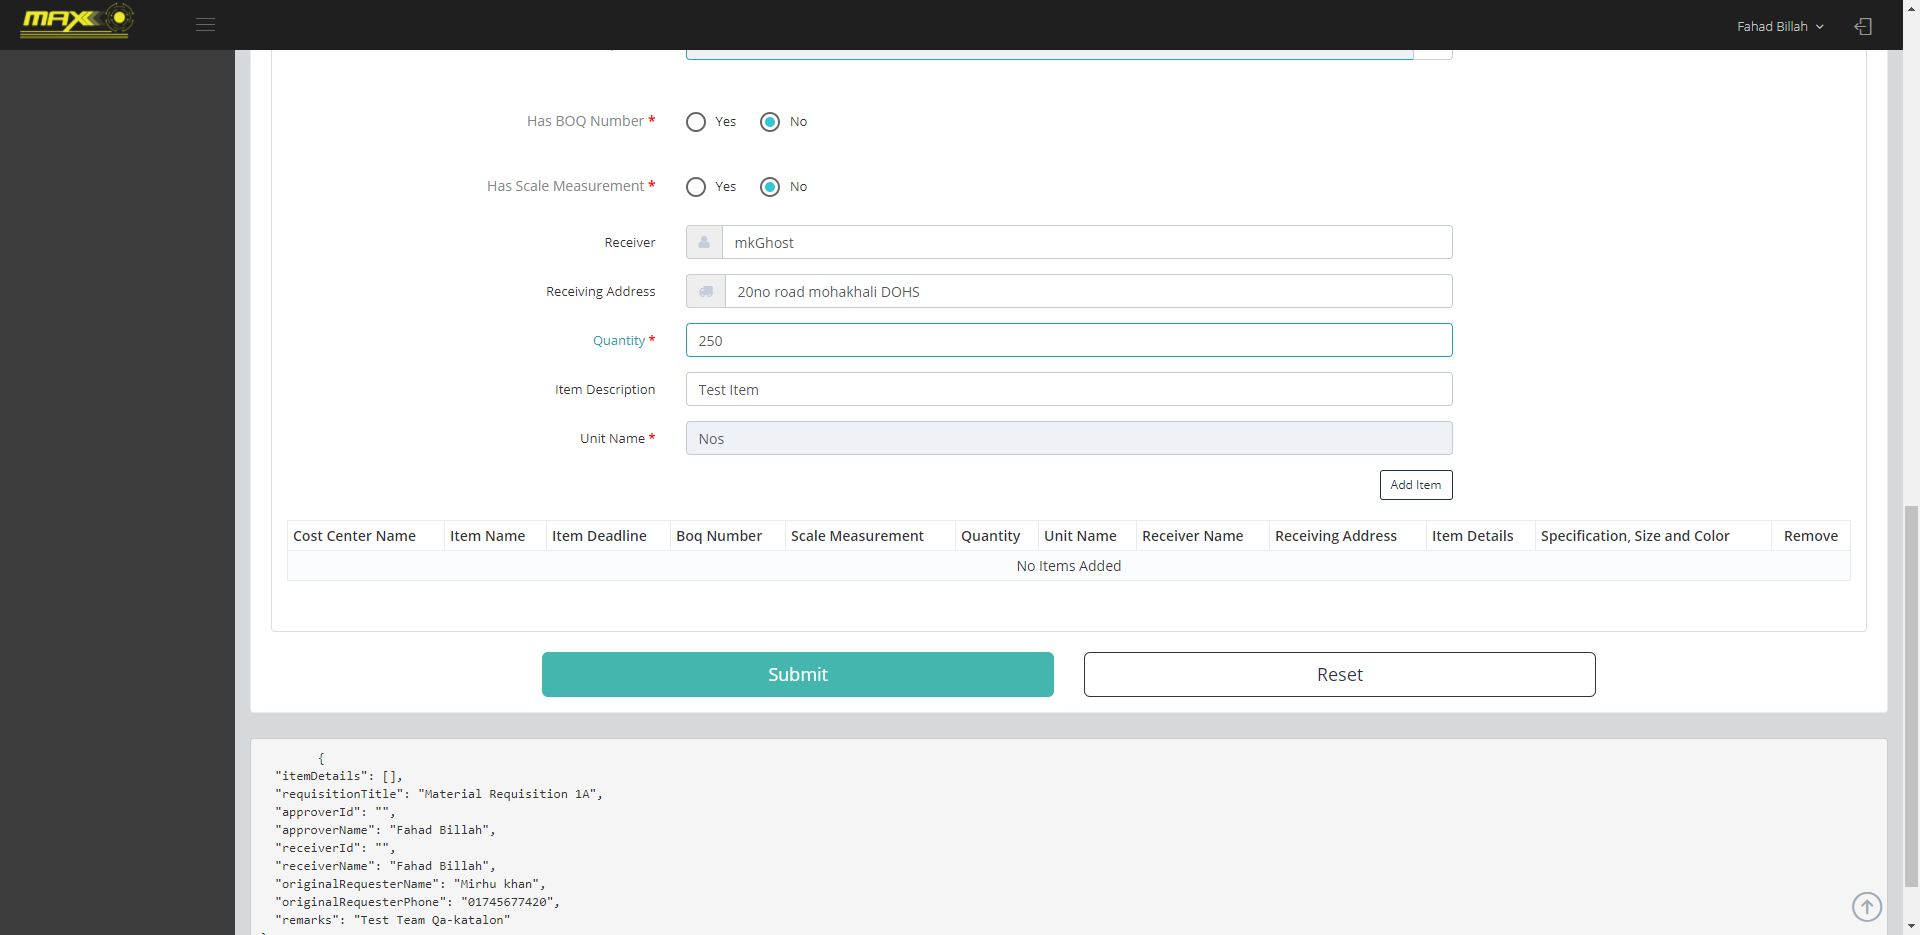 MAX
Fahad Billah
Has BOQ Number * Yes No
Has Scale Measurement * Yes No
Receiver mkGhost
Receiving Address 20no road mohakhali DOHS
Quantity * 250
Item Description Test Item
Unit Name * Nos
Add Item
Cost Center Name Item Name Item Deadline Boq Number Scale Measurement Quantity Unit Name Receiver Name Receiving Address Item Details Specification, Size and Color Remove
No Items Added
Submit Reset
{
"itemDetails": [],
"requisitionTitle": "Material Requisition 1A",
"approverId": "",
"approverName": "Fahad Billah",
"receiverId": "",
"receiverName": "Fahad Billah",
"originalRequesterName": "Mirhu khan",
"originalRequesterPhone": "01745677420",
"remarks": "Test Team Qa-katalon"